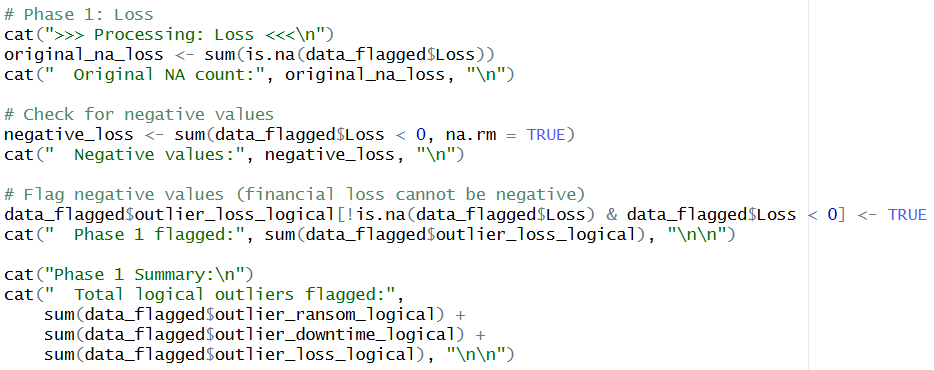 # Phase 1: Loss
cat(">>> Processing: Loss <<<\n")
original_na_loss <- sum(is.na(data_flagged$Loss))
cat("  Original NA count:", original_na_loss, "\n")

# Check for negative values
negative_loss <- sum(data_flagged$Loss < 0, na.rm = TRUE)
cat("  Negative values:", negative_loss, "\n")

# Flag negative values (financial loss cannot be negative)
data_flagged$outlier_loss_logical[!is.na(data_flagged$Loss) & data_flagged$Loss < 0] <- TRUE
cat("  Phase 1 flagged:", sum(data_flagged$outlier_loss_logical), "\n\n")

cat("Phase 1 Summary:\n")
cat("  Total logical outliers flagged:",
    sum(data_flagged$outlier_ransom_logical) +
    sum(data_flagged$outlier_downtime_logical) +
    sum(data_flagged$outlier_loss_logical), "\n\n")